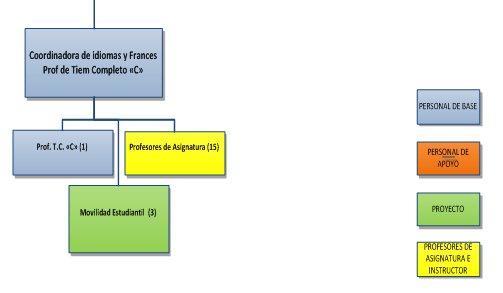 Coordinadora de idiomas y Frances
Prof de Tiem Completo «C»
Prof. T.C. «C» (1)
Profesores de Asignatura (15)
Movilidad Estudiantil (3)
PERSONAL DE BASE
PERSONAL DE
APOYO
PROYECTO
PROFESORES DE
ASIGNATURA E
INSTRUCTOR